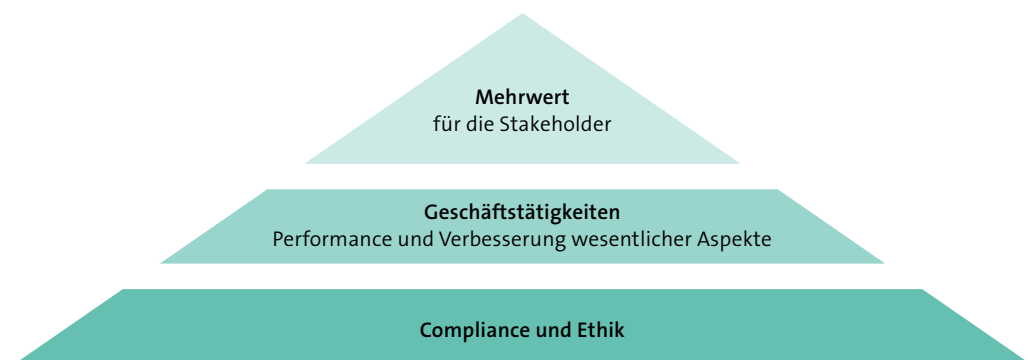 Mehrwert
für die Stakeholder
Geschäftstätigkeiten
Performance und Verbesserung wesentlicher Aspekte
Compliance und Ethik